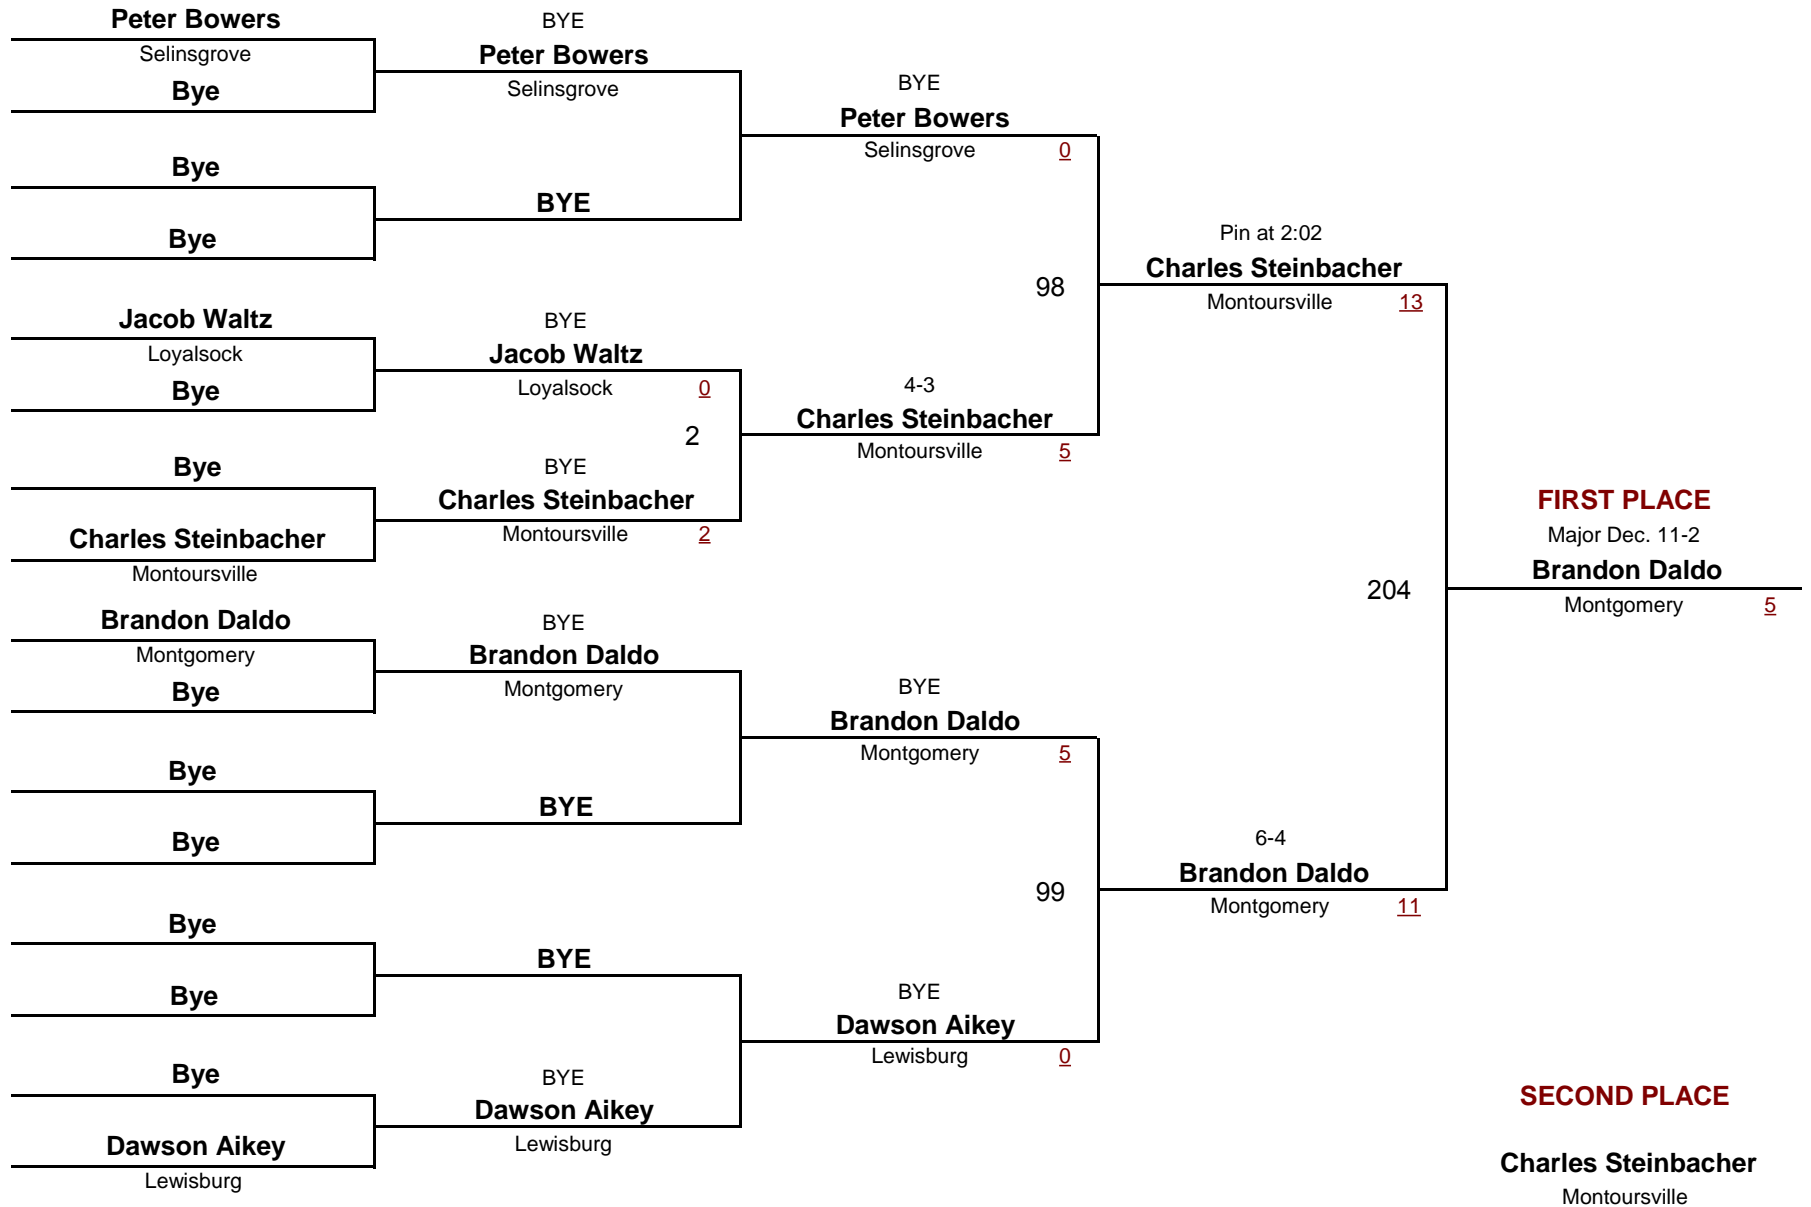 Peter Bowers
Selinsgrove
Bye
Bye
Bye
Jacob Waltz
Loyalsock
Bye
Bye
Charles Steinbacher
Montoursville
Brandon Daldo
Montgomery
Bye
Bye
Bye
Bye
Bye
Bye
Dawson Aikey
Lewisburg
BYE
Peter Bowers
Selinsgrove
BYE
BYE
Jacob Waltz
Loyalsock 0
2
BYE
Charles Steinbacher
Montoursville 2
BYE
Brandon Daldo
Montgomery
BYE
BYE
BYE
Dawson Aikey
Lewisburg
BYE
Peter Bowers
Selinsgrove 0
98
4-3
Charles Steinbacher
Montoursville 5
BYE
Brandon Daldo
Montgomery 5
99
BYE
Dawson Aikey
Lewisburg 0
Pin at 2:02
Charles Steinbacher
Montoursville 13
204
6-4
Brandon Daldo
Montgomery 11
FIRST PLACE
Major Dec. 11-2
Brandon Daldo
Montgomery 5
SECOND PLACE
Charles Steinbacher
Montoursville